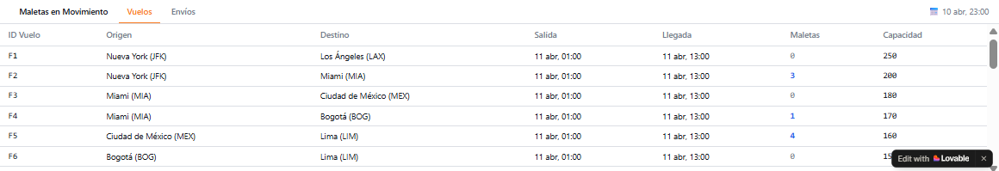 Maletas en Movimiento Vuelos Envíos 10 abr, 23:00
ID Vuelo Origen Destino Salida Llegada Maletas Capacidad
F1 Nueva York (JFK) Los Ángeles (LAX) 11 abr, 01:00 11 abr, 13:00 0 250
F2 Nueva York (JFK) Miami (MIA) 11 abr, 01:00 11 abr, 13:00 3 200
F3 Miami (MIA) Ciudad de México (MEX) 11 abr, 01:00 11 abr, 13:00 0 180
F4 Miami (MIA) Bogotá (BOG) 11 abr, 01:00 11 abr, 13:00 1 170
F5 Ciudad de México (MEX) Lima (LIM) 11 abr, 01:00 11 abr, 13:00 4 160
F6 Bogotá (BOG) Lima (LIM) 11 abr, 01:00 11 abr, 13:00 0
Edit with Lovable